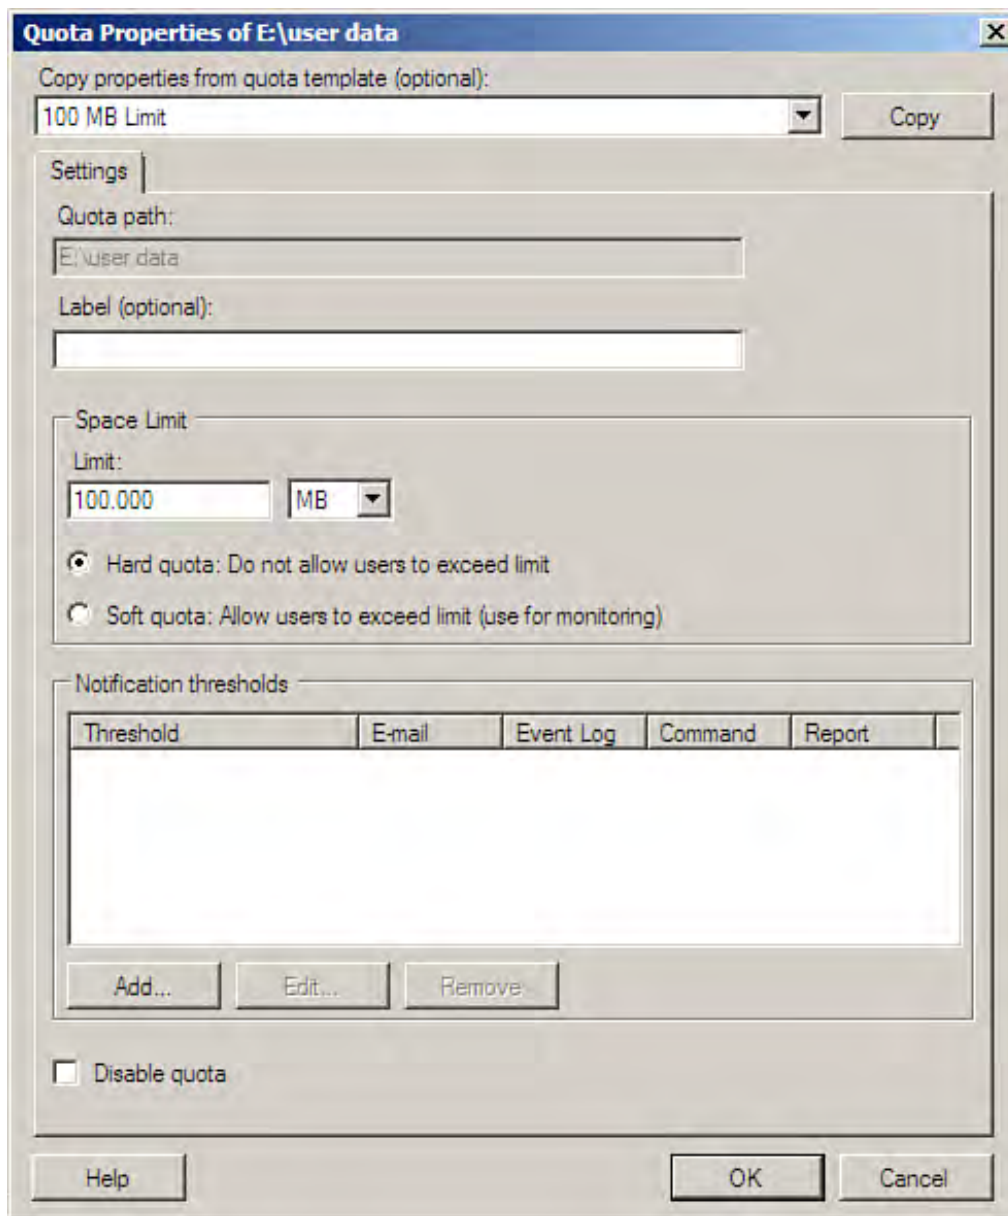 Quota Properties of E:\user data
Copy properties from quota template (optional):
100 MB Limit
Copy
Settings
Quota path:
E:\user data
Label (optional):
Space Limit
Limit:
100.000 MB
Hard quota: Do not allow users to exceed limit
Soft quota: Allow users to exceed limit (use for monitoring)
Notification thresholds
Threshold E-mail Event Log Command Report
Add... Edit... Remove
Disable quota
Help OK Cancel